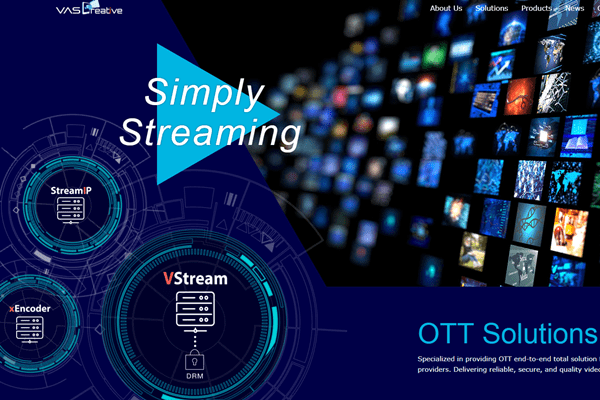 VAS Creative
About Us Solutions Products News
Simply
Streaming
StreamIP
VStream
xEncoder
DRM
OTT Solutions
Specialized in providing OTT end-to-end total solution
providers. Delivering reliable, secure, and quality video